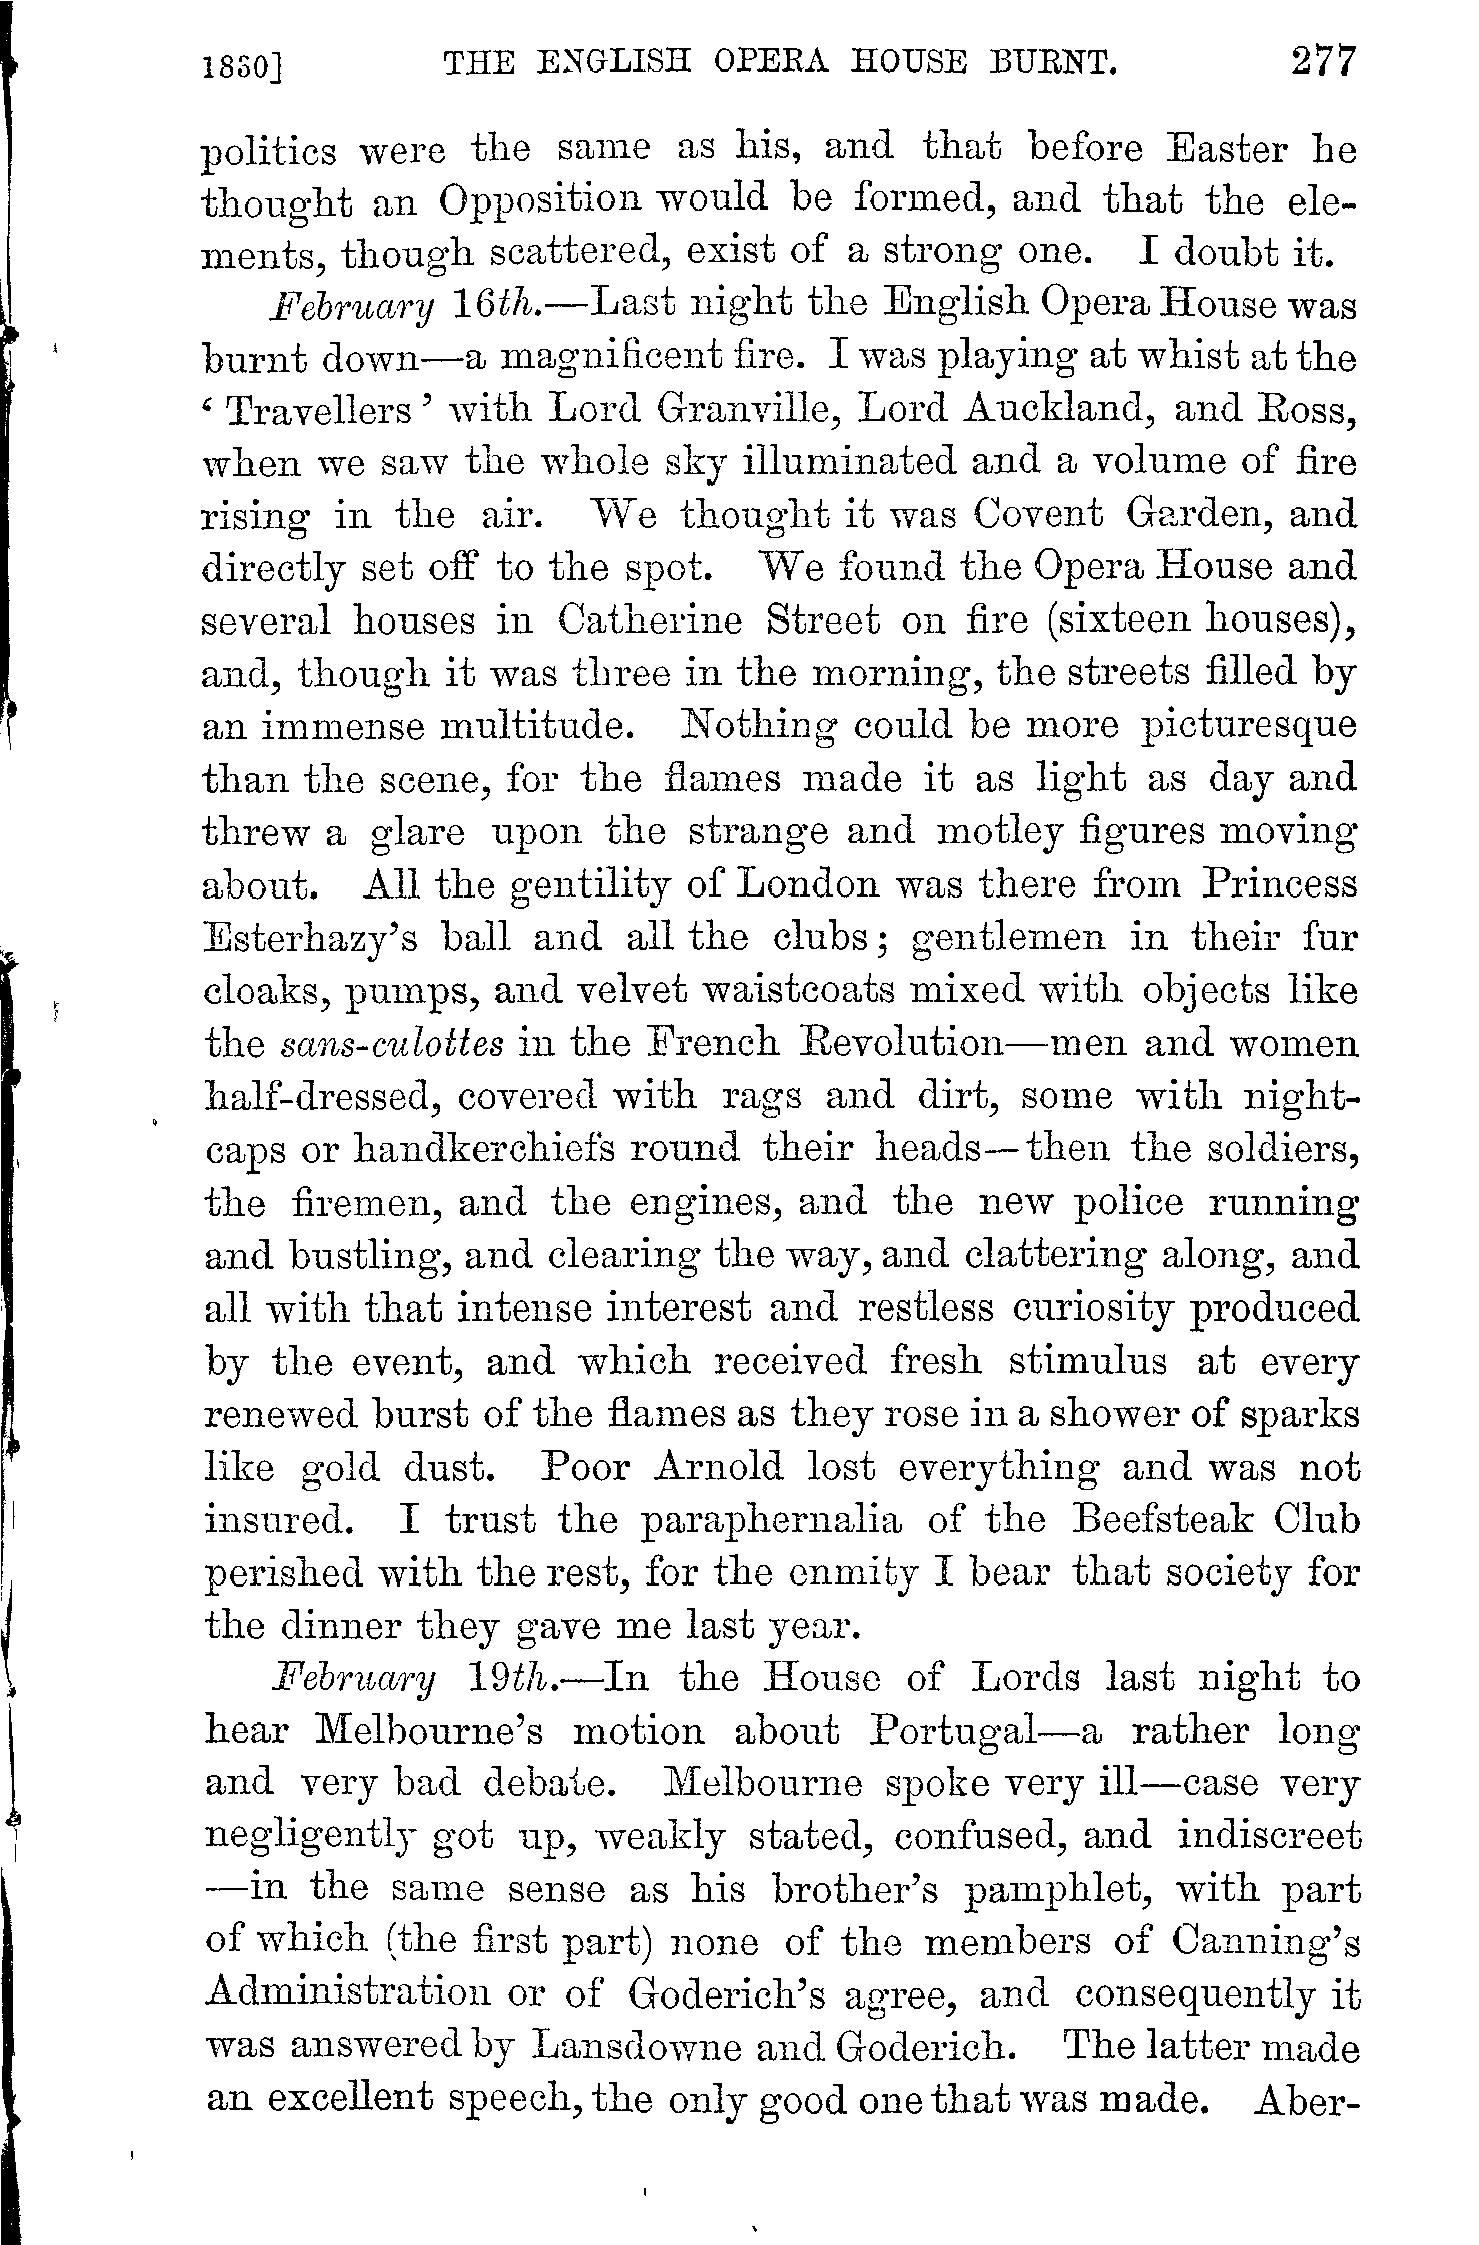 1830] THE ENGLISH OPERA HOUSE BURNT. 277
politics were the same as his, and that before Easter he
thought an Opposition would be formed, and that the ele-
ments, though scattered, exist of a strong one. I doubt it.
February 16th.—Last night the English Opera House was
burnt down—a magnificent fire. I was playing at whist at the
‘Travellers’ with Lord Granville, Lord Auckland, and Ross,
when we saw the whole sky illuminated and a volume of fire
rising in the air. We thought it was Covent Garden, and
directly set off to the spot. We found the Opera House and
several houses in Catherine Street on fire (sixteen houses),
and, though it was three in the morning, the streets filled by
an immense multitude. Nothing could be more picturesque
than the scene, for the flames made it as light as day and
threw a glare upon the strange and motley figures moving
about. All the gentility of London was there from Princess
Esterhazy’s ball and all the clubs; gentlemen in their fur
cloaks, pumps, and velvet waistcoats mixed with objects like
the sans-culottes in the French Revolution—men and women
half-dressed, covered with rags and dirt, some with night-
caps or handkerchiefs round their heads—then the soldiers,
the firemen, and the engines, and the new police running
and bustling, and clearing the way, and clattering along, and
all with that intense interest and restless curiosity produced
by the event, and which received fresh stimulus at every
renewed burst of the flames as they rose in a shower of sparks
like gold dust. Poor Arnold lost everything and was not
insured. I trust the paraphernalia of the Beefsteak Club
perished with the rest, for the enmity I bear that society for
the dinner they gave me last year.
February 19th.—In the House of Lords last night to
hear Melbourne’s motion about Portugal—a rather long
and very bad debate. Melbourne spoke very ill—case very
negligently got up, weakly stated, confused, and indiscreet
—in the same sense as his brother’s pamphlet, with part
of which (the first part) none of the members of Canning’s
Administration or of Goderich’s agree, and consequently it
was answered by Lansdowne and Goderich. The latter made
an excellent speech, the only good one that was made. Aber-